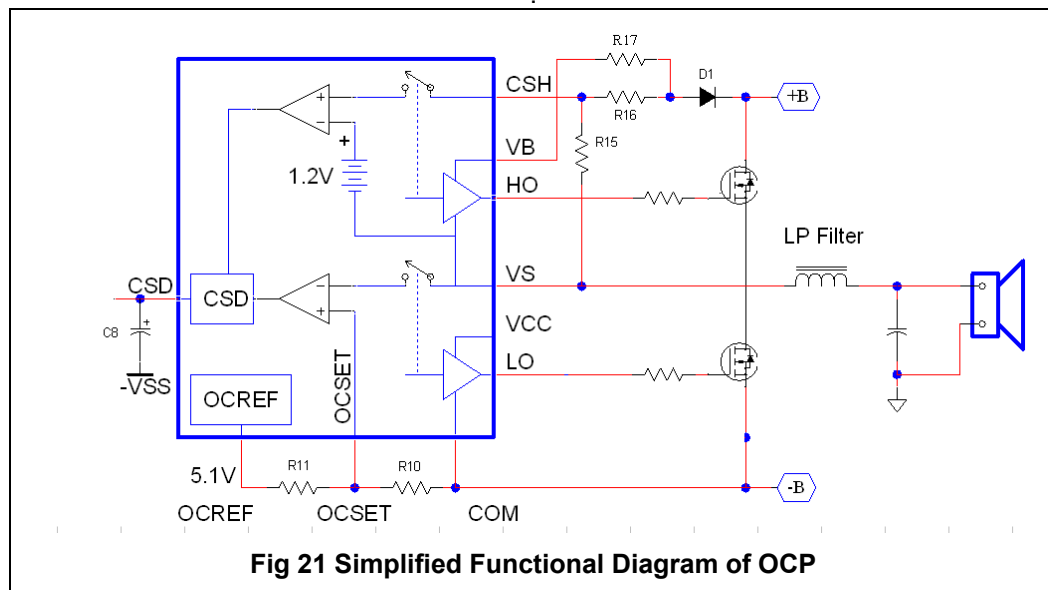 R17
D1
CSH
+B
R16
VB
R15
1.2V
HO
LP Filter
CSD
CSD
VS
C8
VCC
-VSS
LO
OCREF
OCSET
5.1V
R11
R10
-B
OCREF
OCSET
COM
Fig 21 Simplified Functional Diagram of OCP